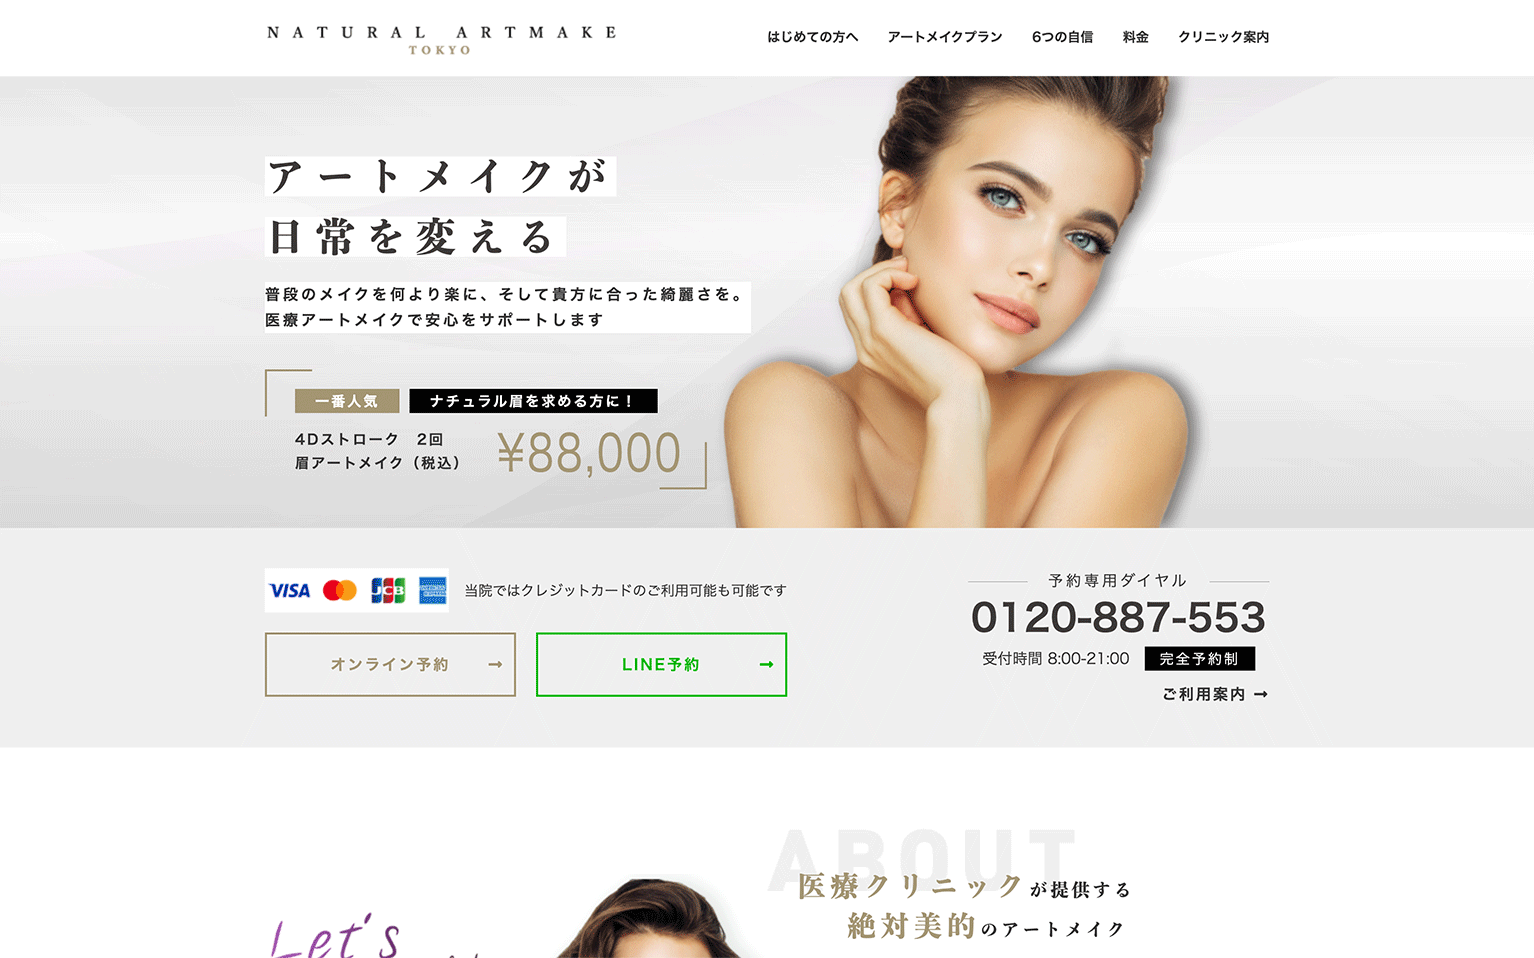 NATURAL ARTMAKE
TOKYO
はじめての方へ
アートメイクプラン
6つの自信
料金
クリニック案内
アートメイクが
日常を変える
普段のメイクを何より楽に、そして貴方に合った綺麗さを。
医療アートメイクで安心をサポートします
一番人気
ナチュラル眉を求める方に！
4Dストローク　2回
眉アートメイク（税込）
¥88,000
VISA
JCB
AMERICAN EXPRESS
当院ではクレジットカードのご利用可能も可能です
オンライン予約 →
LINE予約 →
予約専用ダイヤル
0120-887-553
受付時間 8:00-21:00
完全予約制
ご利用案内 →
ABOUT
医療クリニックが提供する
絶対美的のアートメイク
Let's